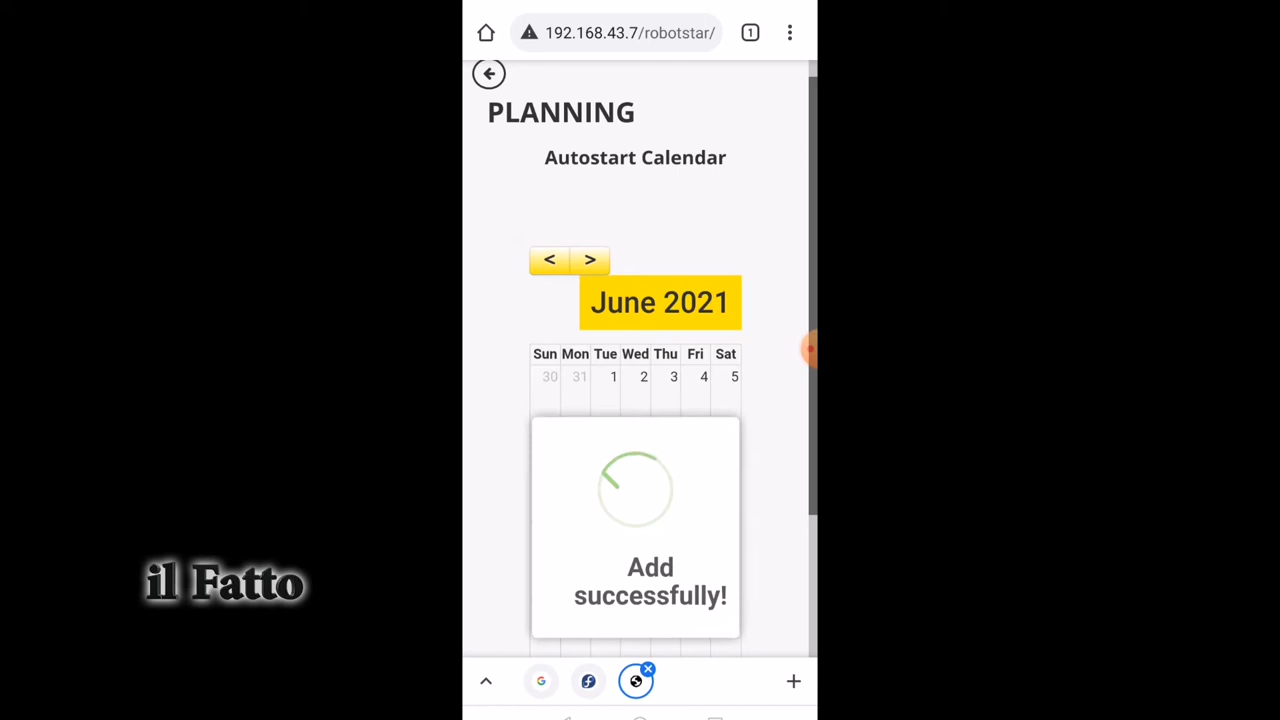 192.168.43.7/robotstar/
1
PLANNING
Autostart Calendar
< >
June 2021
Sun Mon Tue Wed Thu Fri Sat
30 31 1 2 3 4 5
Add
successfully!
il Fatto
G